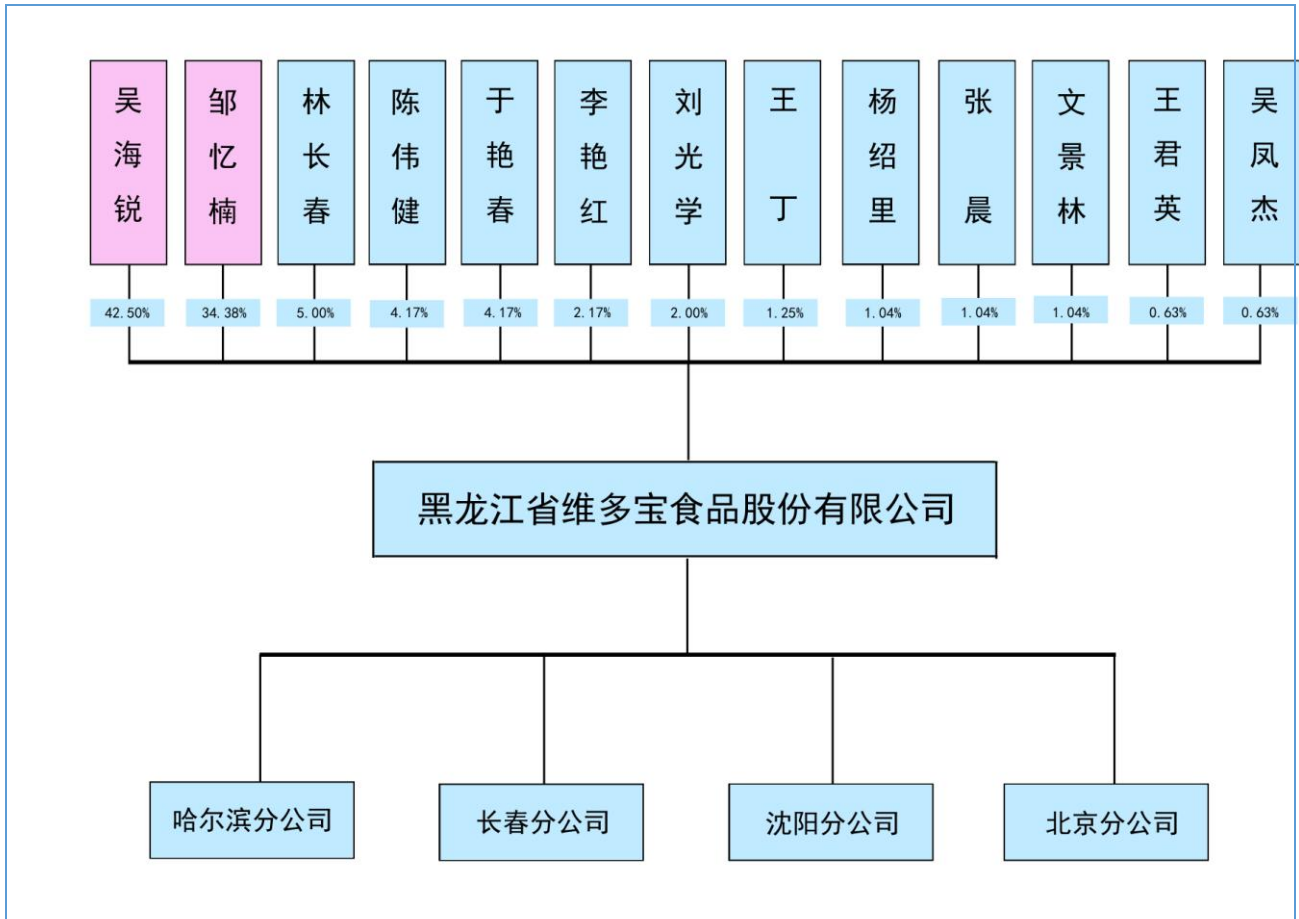 吴海锐
邹忆楠
林长春
陈伟健
于艳春
李艳红
刘光学
王丁
杨绍里
张晨
文景林
王君英
吴凤杰
42.50%
34.38%
5.00%
4.17%
4.17%
2.17%
2.00%
1.25%
1.04%
1.04%
1.04%
0.63%
0.63%
黑龙江省维多宝食品股份有限公司
哈尔滨分公司
长春分公司
沈阳分公司
北京分公司